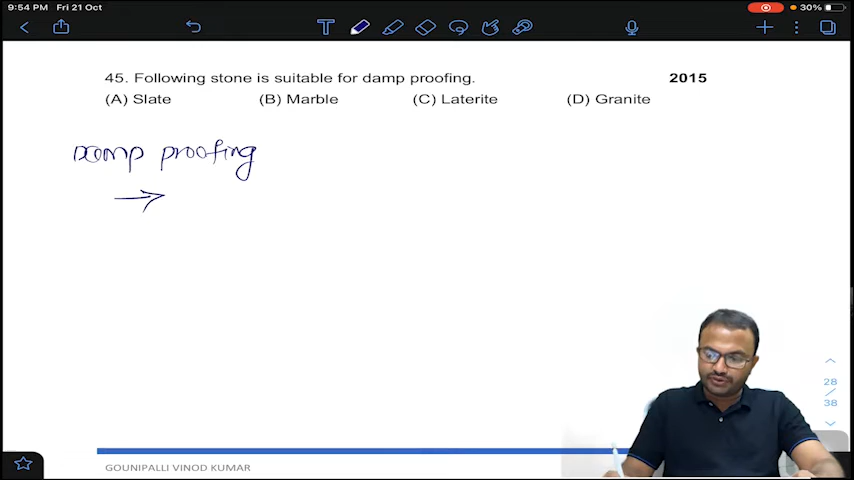 9:54 PM Fri 21 Oct
30%
45. Following stone is suitable for damp proofing. 2015
(A) Slate (B) Marble (C) Laterite (D) Granite
Damp proofing
28
38
GOUNIPALLI VINOD KUMAR